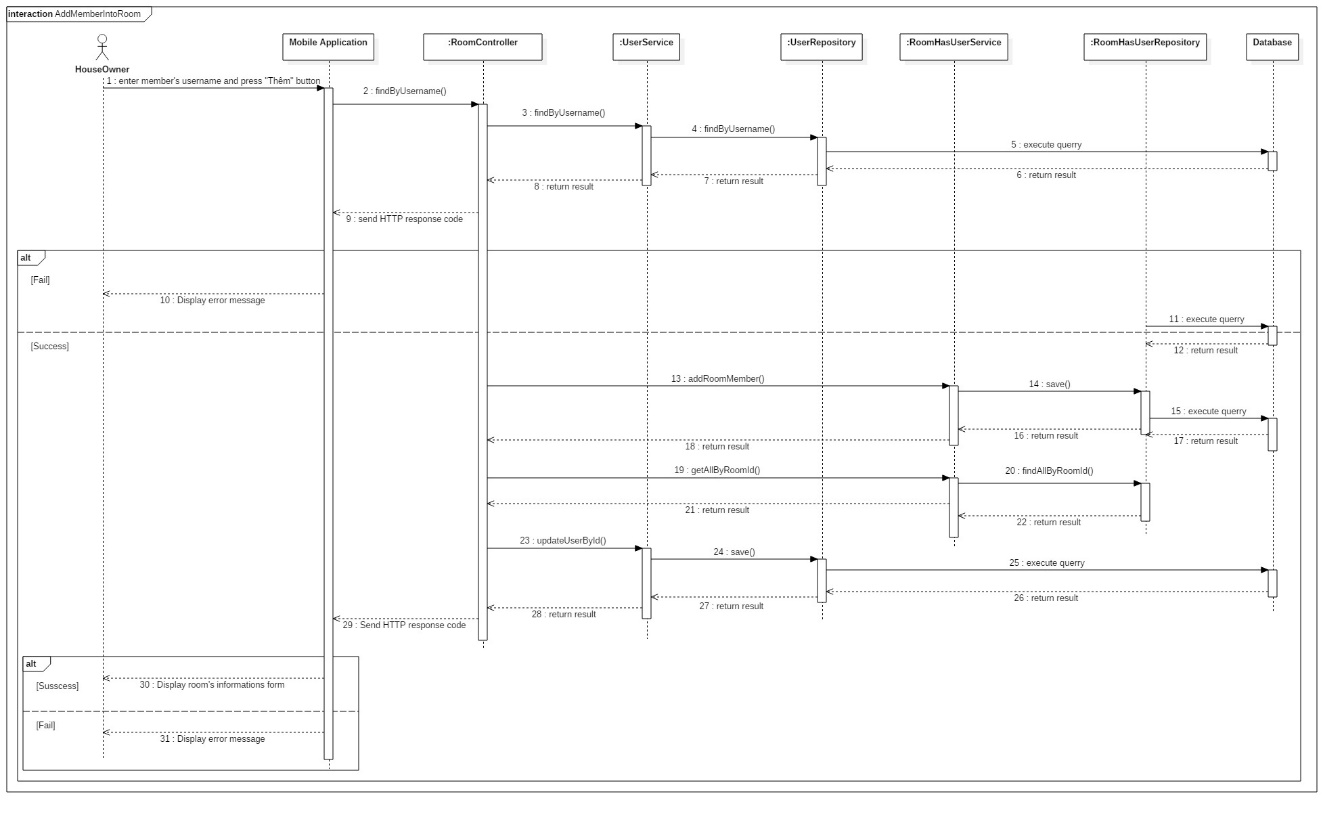 interaction AddMemberIntoRoom
HouseOwner
Mobile Application
:RoomController
:UserService
:UserRepository
:RoomHasUserService
:RoomHasUserRepository
Database
1 : enter member's username and press "Thêm" button
2 : findByUsername()
3 : findByUsername()
4 : findByUsername()
5 : execute querry
6 : return result
7 : return result
8 : return result
9 : send HTTP response code
alt
[Fail]
10 : Display error message
11 : execute querry
[Success]
12 : return result
13 : addRoomMember()
14 : save()
15 : execute querry
16 : return result
17 : return result
18 : return result
19 : getAllByRoomId()
20 : findAllByRoomId()
21 : return result
22 : return result
23 : updateUserById()
24 : save()
25 : execute querry
26 : return result
27 : return result
28 : return result
29 : Send HTTP response code
alt
[Susscess]
30 : Display room's informations form
[Fail]
31 : Display error message